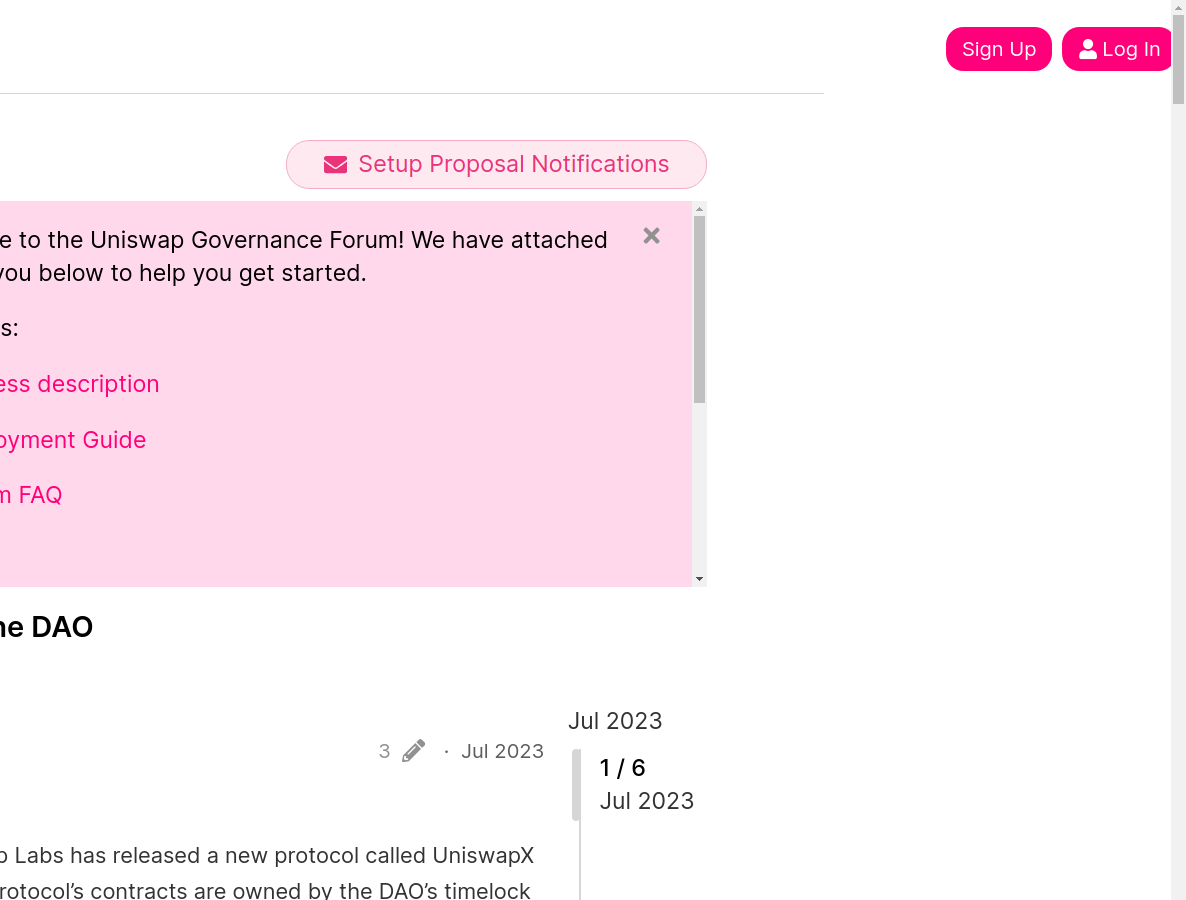 Sign Up
Log In
Setup Proposal Notifications
e to the Uniswap Governance Forum! We have attached
you below to help you get started.
s:
ess description
oyment Guide
m FAQ
he DAO
Jul 2023
3 · Jul 2023
1 / 6
Jul 2023
p Labs has released a new protocol called UniswapX
rotocol’s contracts are owned by the DAO’s timelock